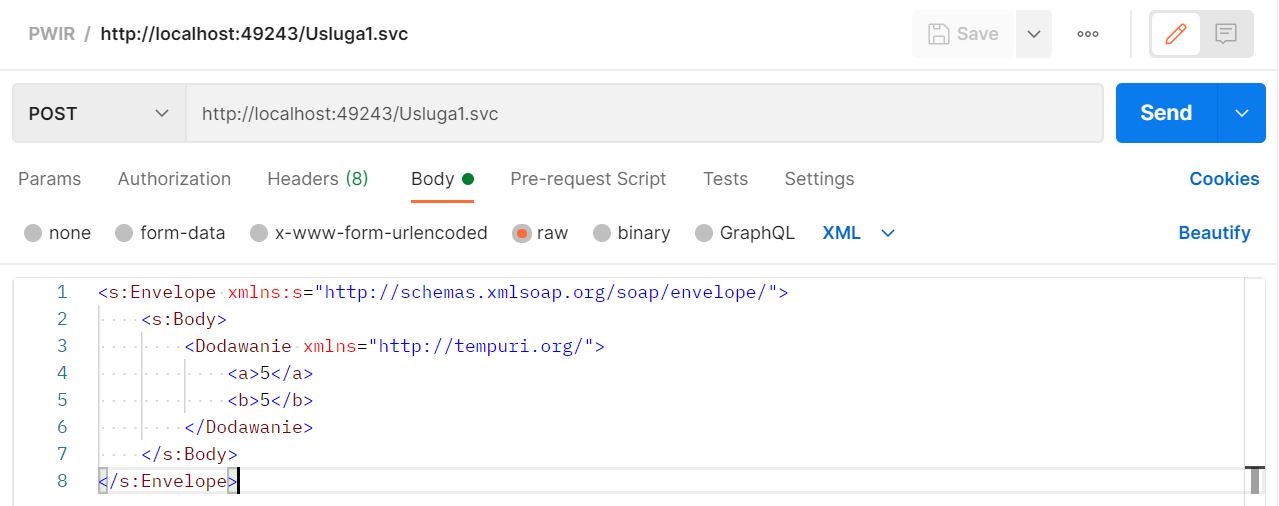 PWIR / http://localhost:49243/Usluga1.svc Save
POST http://localhost:49243/Usluga1.svc Send
Params Authorization Headers (8) Body Pre-request Script Tests Settings Cookies
none form-data x-www-form-urlencoded raw binary GraphQL XML Beautify
1 <s:Envelope xmlns:s="http://schemas.xmlsoap.org/soap/envelope/">
2 <s:Body>
3 <Dodawanie xmlns="http://tempuri.org/">
4 <a>5</a>
5 <b>5</b>
6 </Dodawanie>
7 </s:Body>
8 </s:Envelope>